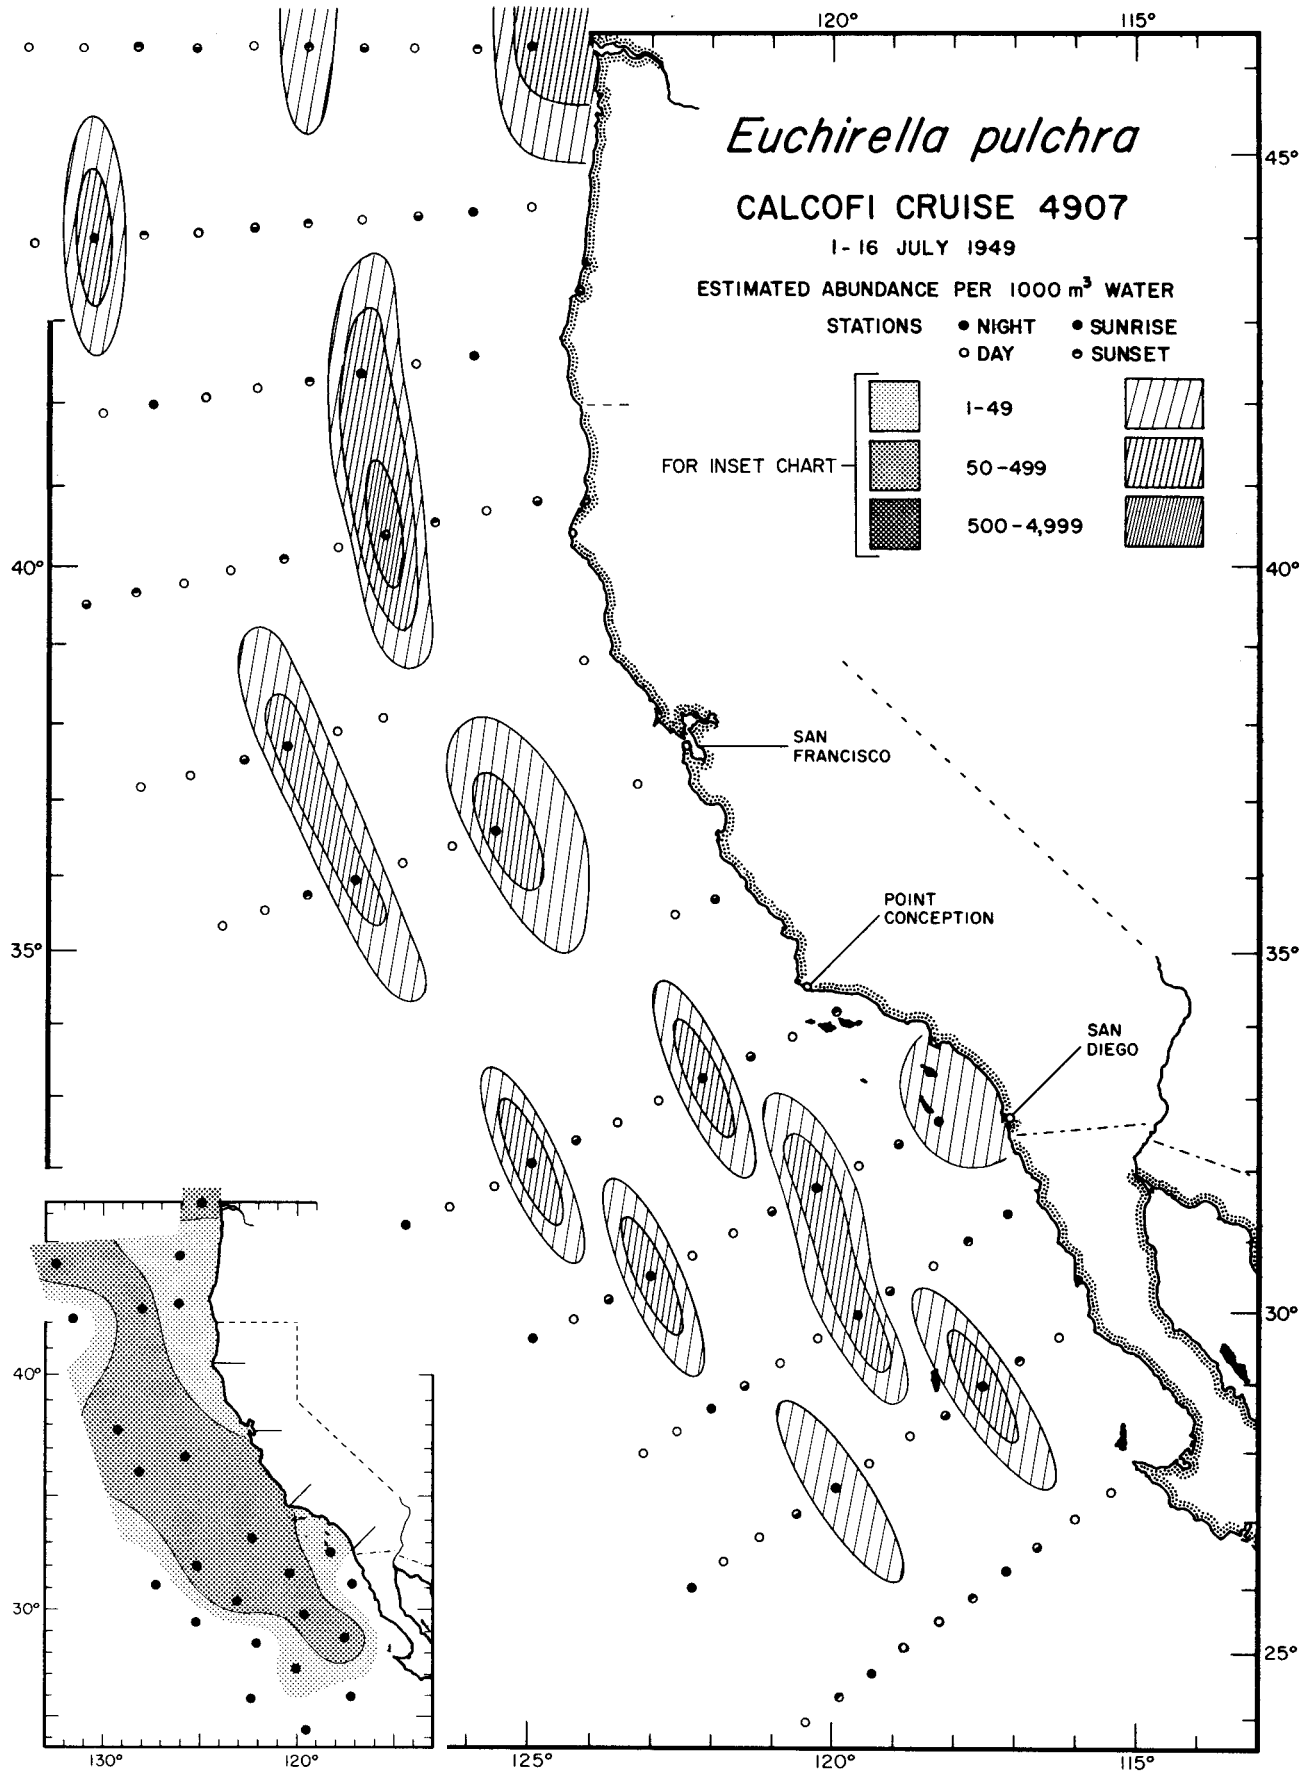 120°
115°
Euchirella pulchra
45°
CALCOFI CRUISE 4907
1-16 JULY 1949
ESTIMATED ABUNDANCE PER 1000 m³ WATER
STATIONS
NIGHT
SUNRISE
DAY
SUNSET
1-49
FOR INSET CHART
50-499
500-4,999
40°
40°
SAN
FRANCISCO
POINT
CONCEPTION
35°
35°
SAN
DIEGO
30°
40°
30°
25°
130°
120°
125°
120°
115°